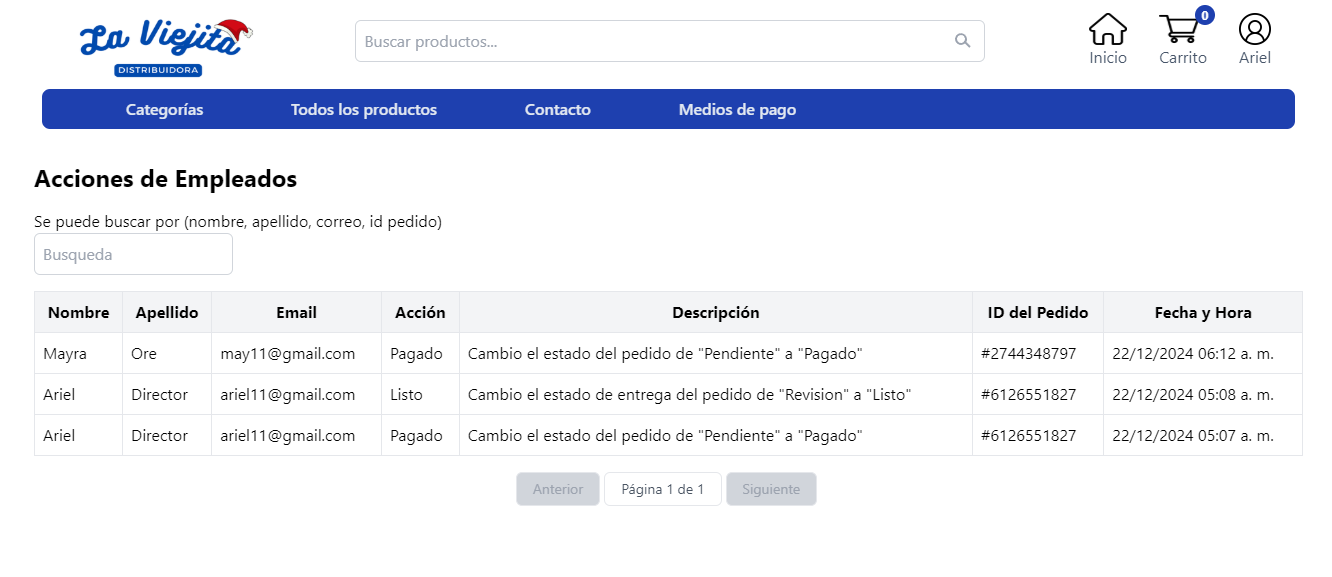 La Viejita
DISTRIBUIDORA
Buscar productos...
0
Inicio
Carrito
Ariel
Categorías Todos los productos Contacto Medios de pago
Acciones de Empleados
Se puede buscar por (nombre, apellido, correo, id pedido)
Busqueda
Nombre Apellido Email Acción Descripción ID del Pedido Fecha y Hora
Mayra Ore may11@gmail.com Pagado Cambio el estado del pedido de "Pendiente" a "Pagado" #2744348797 22/12/2024 06:12 a. m.
Ariel Director ariel11@gmail.com Listo Cambio el estado de entrega del pedido de "Revision" a "Listo" #6126551827 22/12/2024 05:08 a. m.
Ariel Director ariel11@gmail.com Pagado Cambio el estado del pedido de "Pendiente" a "Pagado" #6126551827 22/12/2024 05:07 a. m.
Anterior Página 1 de 1 Siguiente